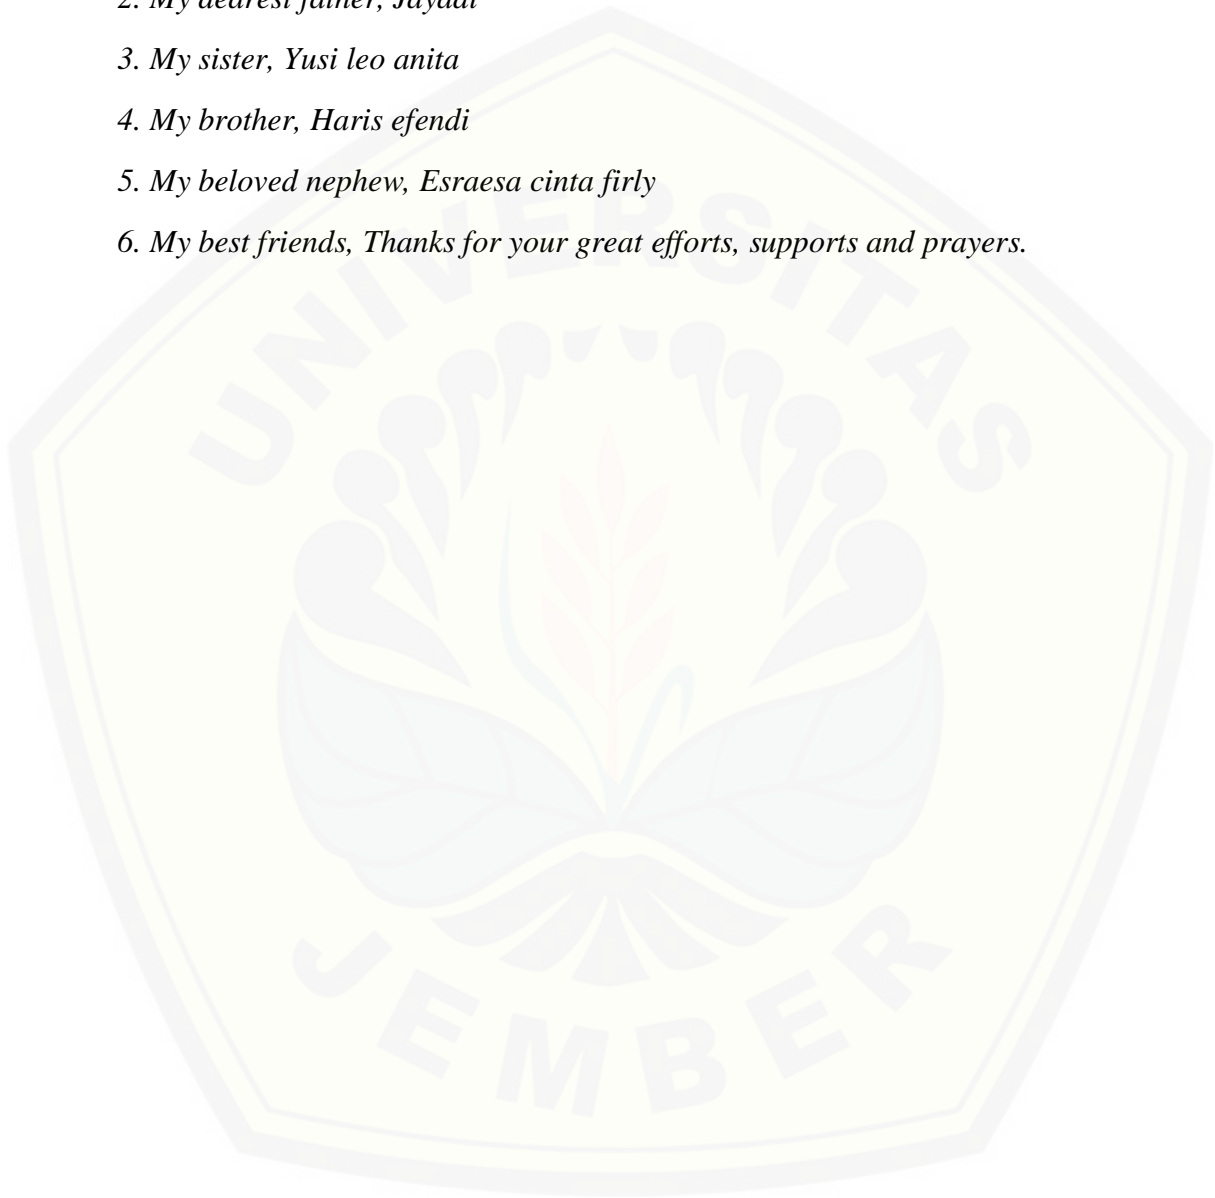 2. My dearest father, Jayadi
3. My sister, Yusi leo anita
4. My brother, Haris efendi
5. My beloved nephew, Esraesa cinta firly
6. My best friends, Thanks for your great efforts, supports and prayers.
UNIVERSITAS
JEMBER